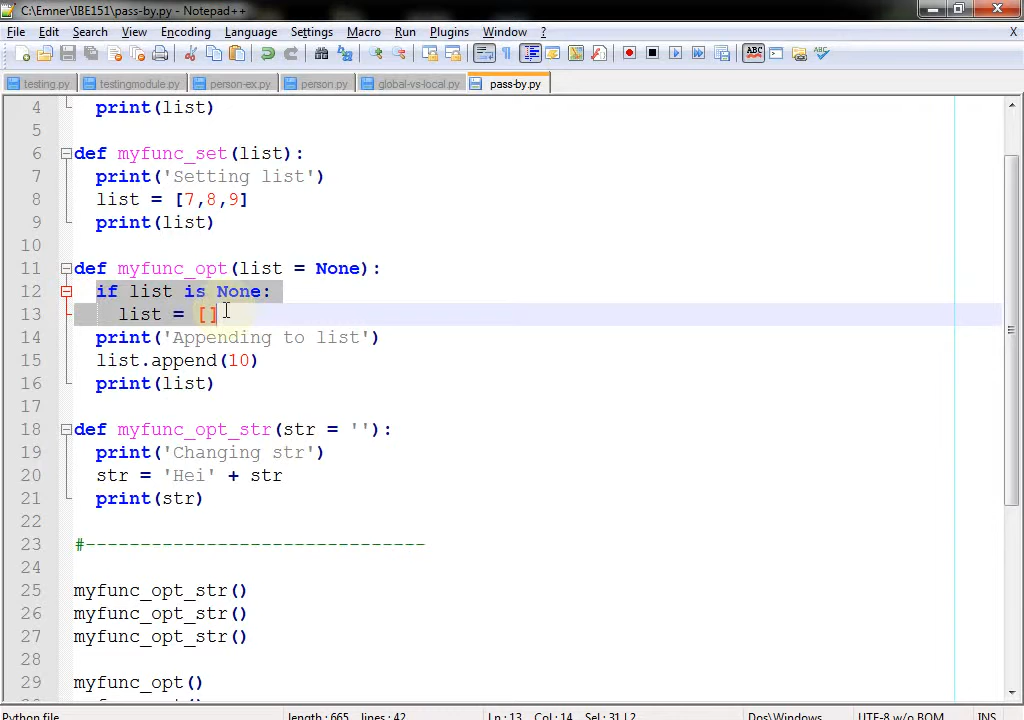 C:\Emner\IBE151\pass-by.py - Notepad++
File Edit Search View Encoding Language Settings Macro Run Plugins Window ? X
testing.py testingmodule.py person-ex.py person.py global-vs-local.py pass-by.py
4 print(list)
5
6 def myfunc_set(list):
7 print('Setting list')
8 list = [7,8,9]
9 print(list)
10
11 def myfunc_opt(list = None):
12 if list is None:
13 list = []
14 print('Appending to list')
15 list.append(10)
16 print(list)
17
18 def myfunc_opt_str(str = ''):
19 print('Changing str')
20 str = 'Hei' + str
21 print(str)
22
23 #-------------------------------
24
25 myfunc_opt_str()
26 myfunc_opt_str()
27 myfunc_opt_str()
28
29 myfunc_opt()
Python file length : 665 lines : 42 Ln : 13 Col : 14 Sel : 31 | 2 Dos\Windows UTF-8 w/o BOM INS